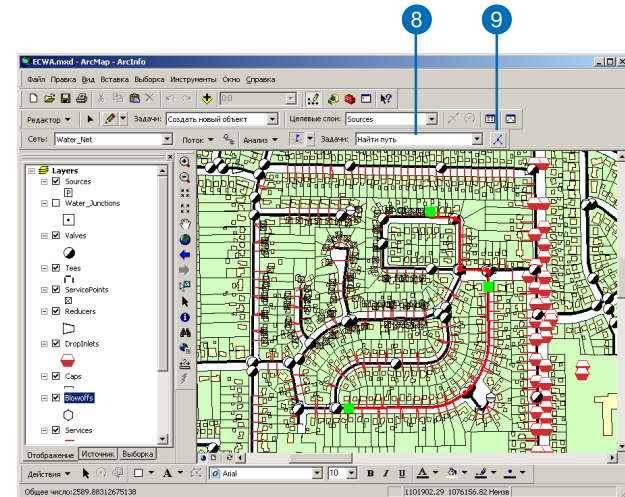 8 9
ECWA.mxd - ArcMap - ArcInfo
Файл Правка Вид Вставка Выборка Инструменты Окно Справка
0.0
Редактор Задачи: Создать новый объект Целевые слои: Sources
Сеть: Water_Net Поток Анализ Задачи: Найти путь
Layers
Sources
Water_Junctions
Valves
Tees
ServicePoints
Reducers
DropInlets
Caps
Blowoffs
Services
Отображение Источник Выборка
Действия A Arial 10 B I U A
Общее число:2589.88312675138 1101902.29 1076156.82 Неизв